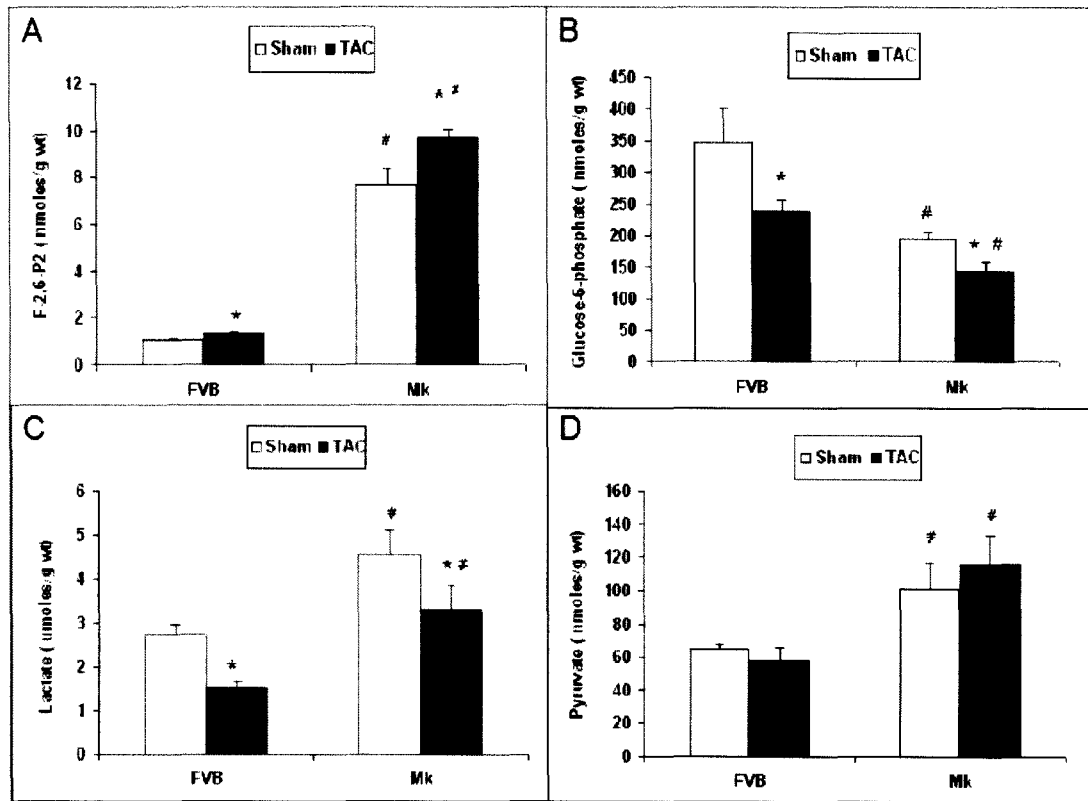 A
Sham TAC
F-2,6-P2 ( nmoles/g wt)
12
10
8
6
4
2
0
*
#
* #
FVB Mk
B
Sham TAC
Glucose-6-phosphate ( nmoles/g wt)
450
400
350
300
250
200
150
100
50
0
*
#
* #
FVB Mk
C
Sham TAC
Lactate ( umoles/g wt)
6
5
4
3
2
1
0
*
#
* #
FVB Mk
D
Sham TAC
Pyruvate ( nmoles/g wt)
160
140
120
100
80
60
40
20
0
#
#
FVB Mk